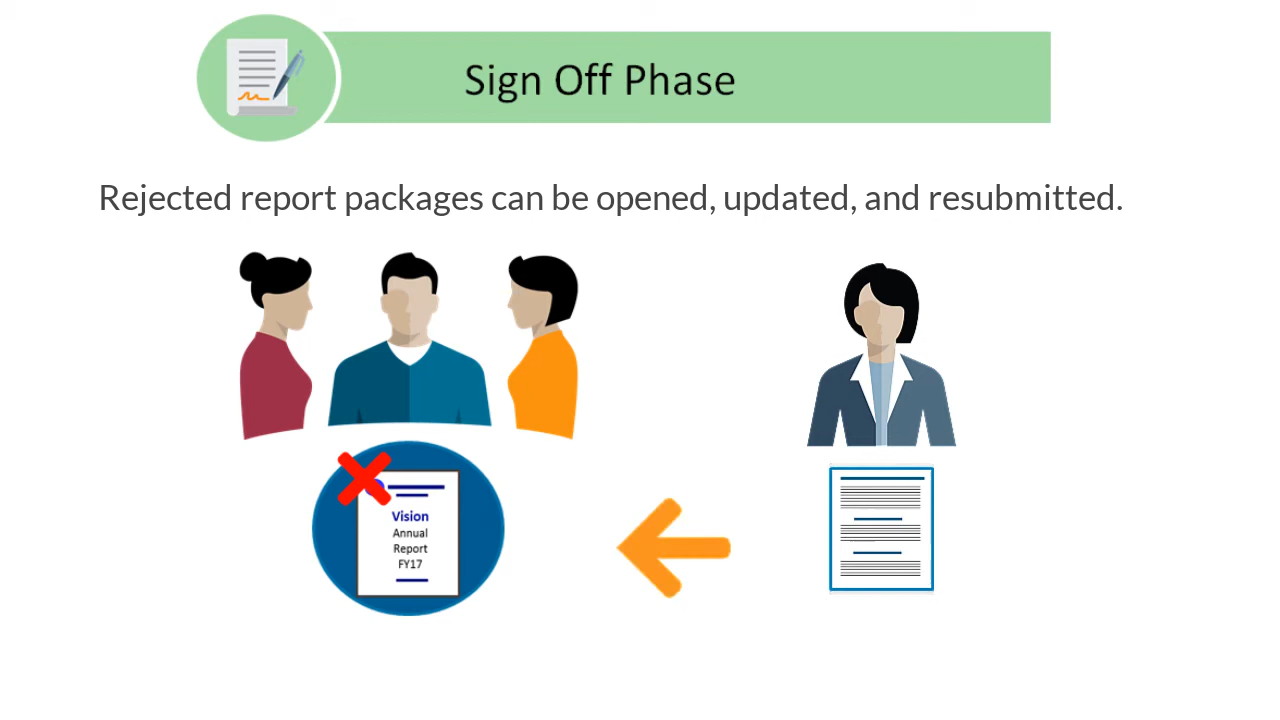 Sign Off Phase
Rejected report packages can be opened, updated, and resubmitted.
Vision
Annual
Report
FY17